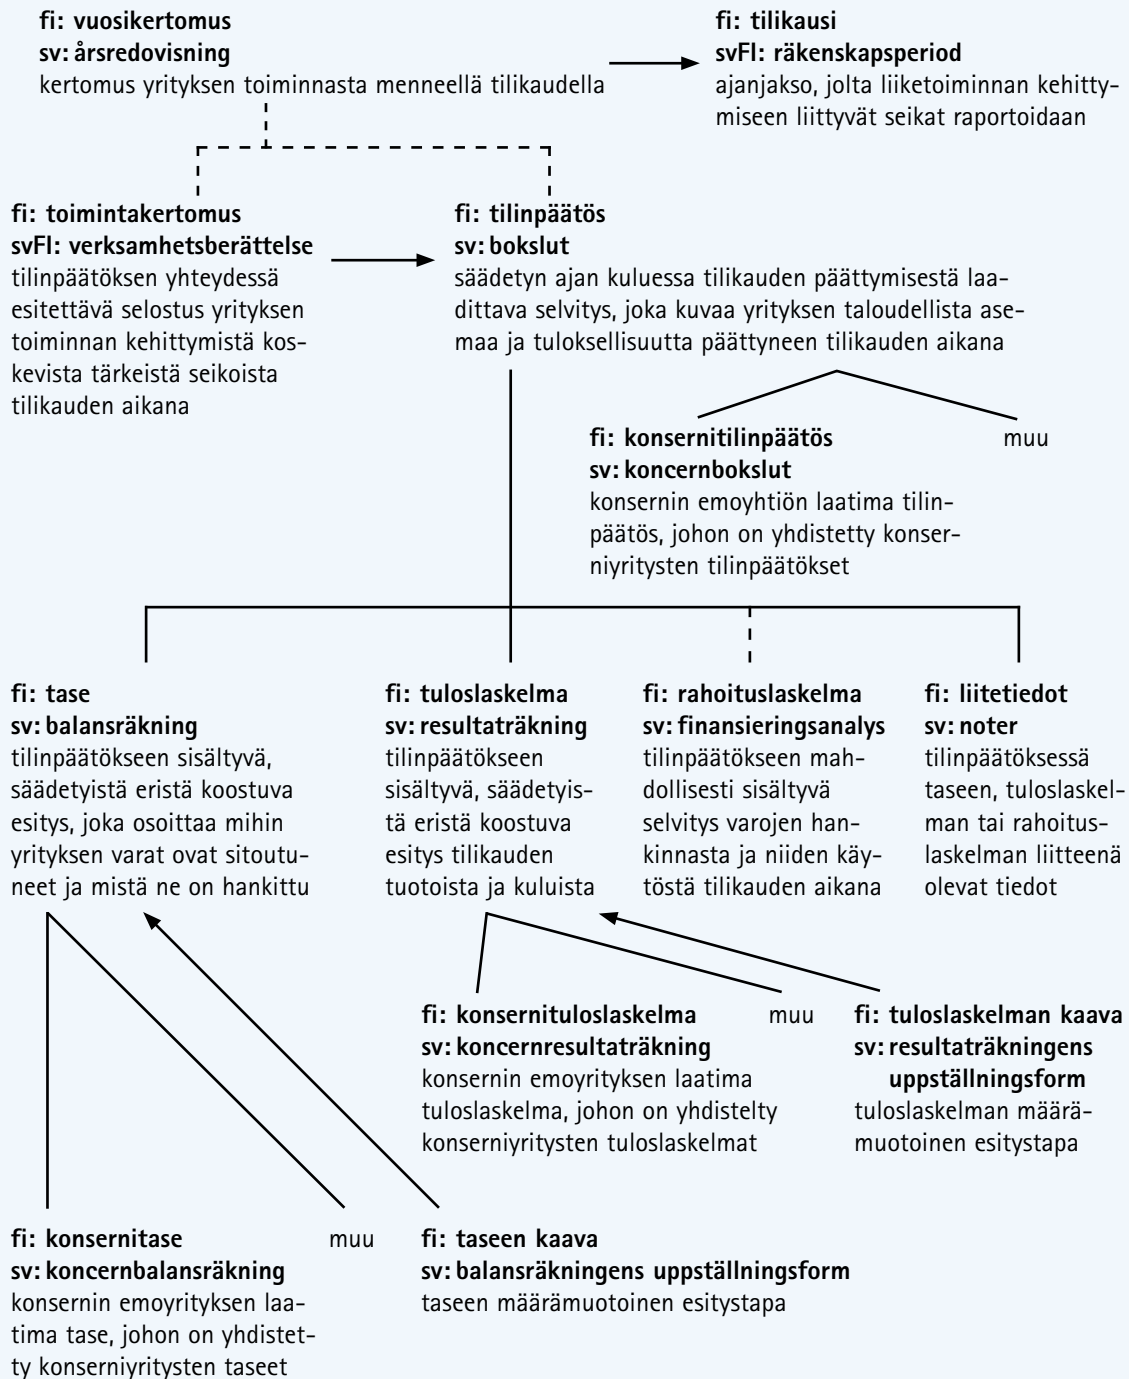 fi: vuosikertomus
sv: årsredovisning
kertomus yrityksen toiminnasta menneellä tilikaudella
fi: tilikausi
svFI: räkenskapsperiod
ajanjakso, jolta liiketoiminnan kehitty-
miseen liittyvät seikat raportoidaan
fi: toimintakertomus
svFI: verksamhetsberättelse
tilinpäätöksen yhteydessä
esitettävä selostus yrityksen
toiminnan kehittymistä kos-
kevista tärkeistä seikoista
tilikauden aikana
fi: tilinpäätös
sv: bokslut
säädetyn ajan kuluessa tilikauden päättymisestä laa-
dittava selvitys, joka kuvaa yrityksen taloudellista ase-
maa ja tuloksellisuutta päättyneen tilikauden aikana
fi: konsernitilinpäätös
sv: koncernbokslut
konsernin emoyhtiön laatima tilin-
päätös, johon on yhdistetty konser-
niyritysten tilinpäätökset
muu
fi: tase
sv: balansräkning
tilinpäätökseen sisältyvä,
säädetyistä eristä koostuva
esitys, joka osoittaa mihin
yrityksen varat ovat sitoutu-
neet ja mistä ne on hankittu
fi: tuloslaskelma
sv: resultaträkning
tilinpäätökseen
sisältyvä, säädetyis-
tä eristä koostuva
esitys tilikauden
tuotoista ja kuluista
fi: rahoituslaskelma
sv: finansieringsanalys
tilinpäätökseen mah-
dollisesti sisältyvä
selvitys varojen han-
kinnasta ja niiden käy-
töstä tilikauden aikana
fi: liitetiedot
sv: noter
tilinpäätöksessä
taseen, tuloslaskel-
man tai rahoitus-
laskelman liitteenä
olevat tiedot
fi: konsernituloslaskelma
sv: koncernresultaträkning
konsernin emoyrityksen laatima
tuloslaskelma, johon on yhdistelty
konserniyritysten tuloslaskelmat
muu
fi: tuloslaskelman kaava
sv: resultaträkningens
uppställningsform
tuloslaskelman määrä-
muotoinen esitystapa
fi: konsernitase
sv: koncernbalansräkning
konsernin emoyrityksen laa-
tima tase, johon on yhdistet-
ty konserniyritysten taseet
muu
fi: taseen kaava
sv: balansräkningens uppställningsform
taseen määrämuotoinen esitystapa